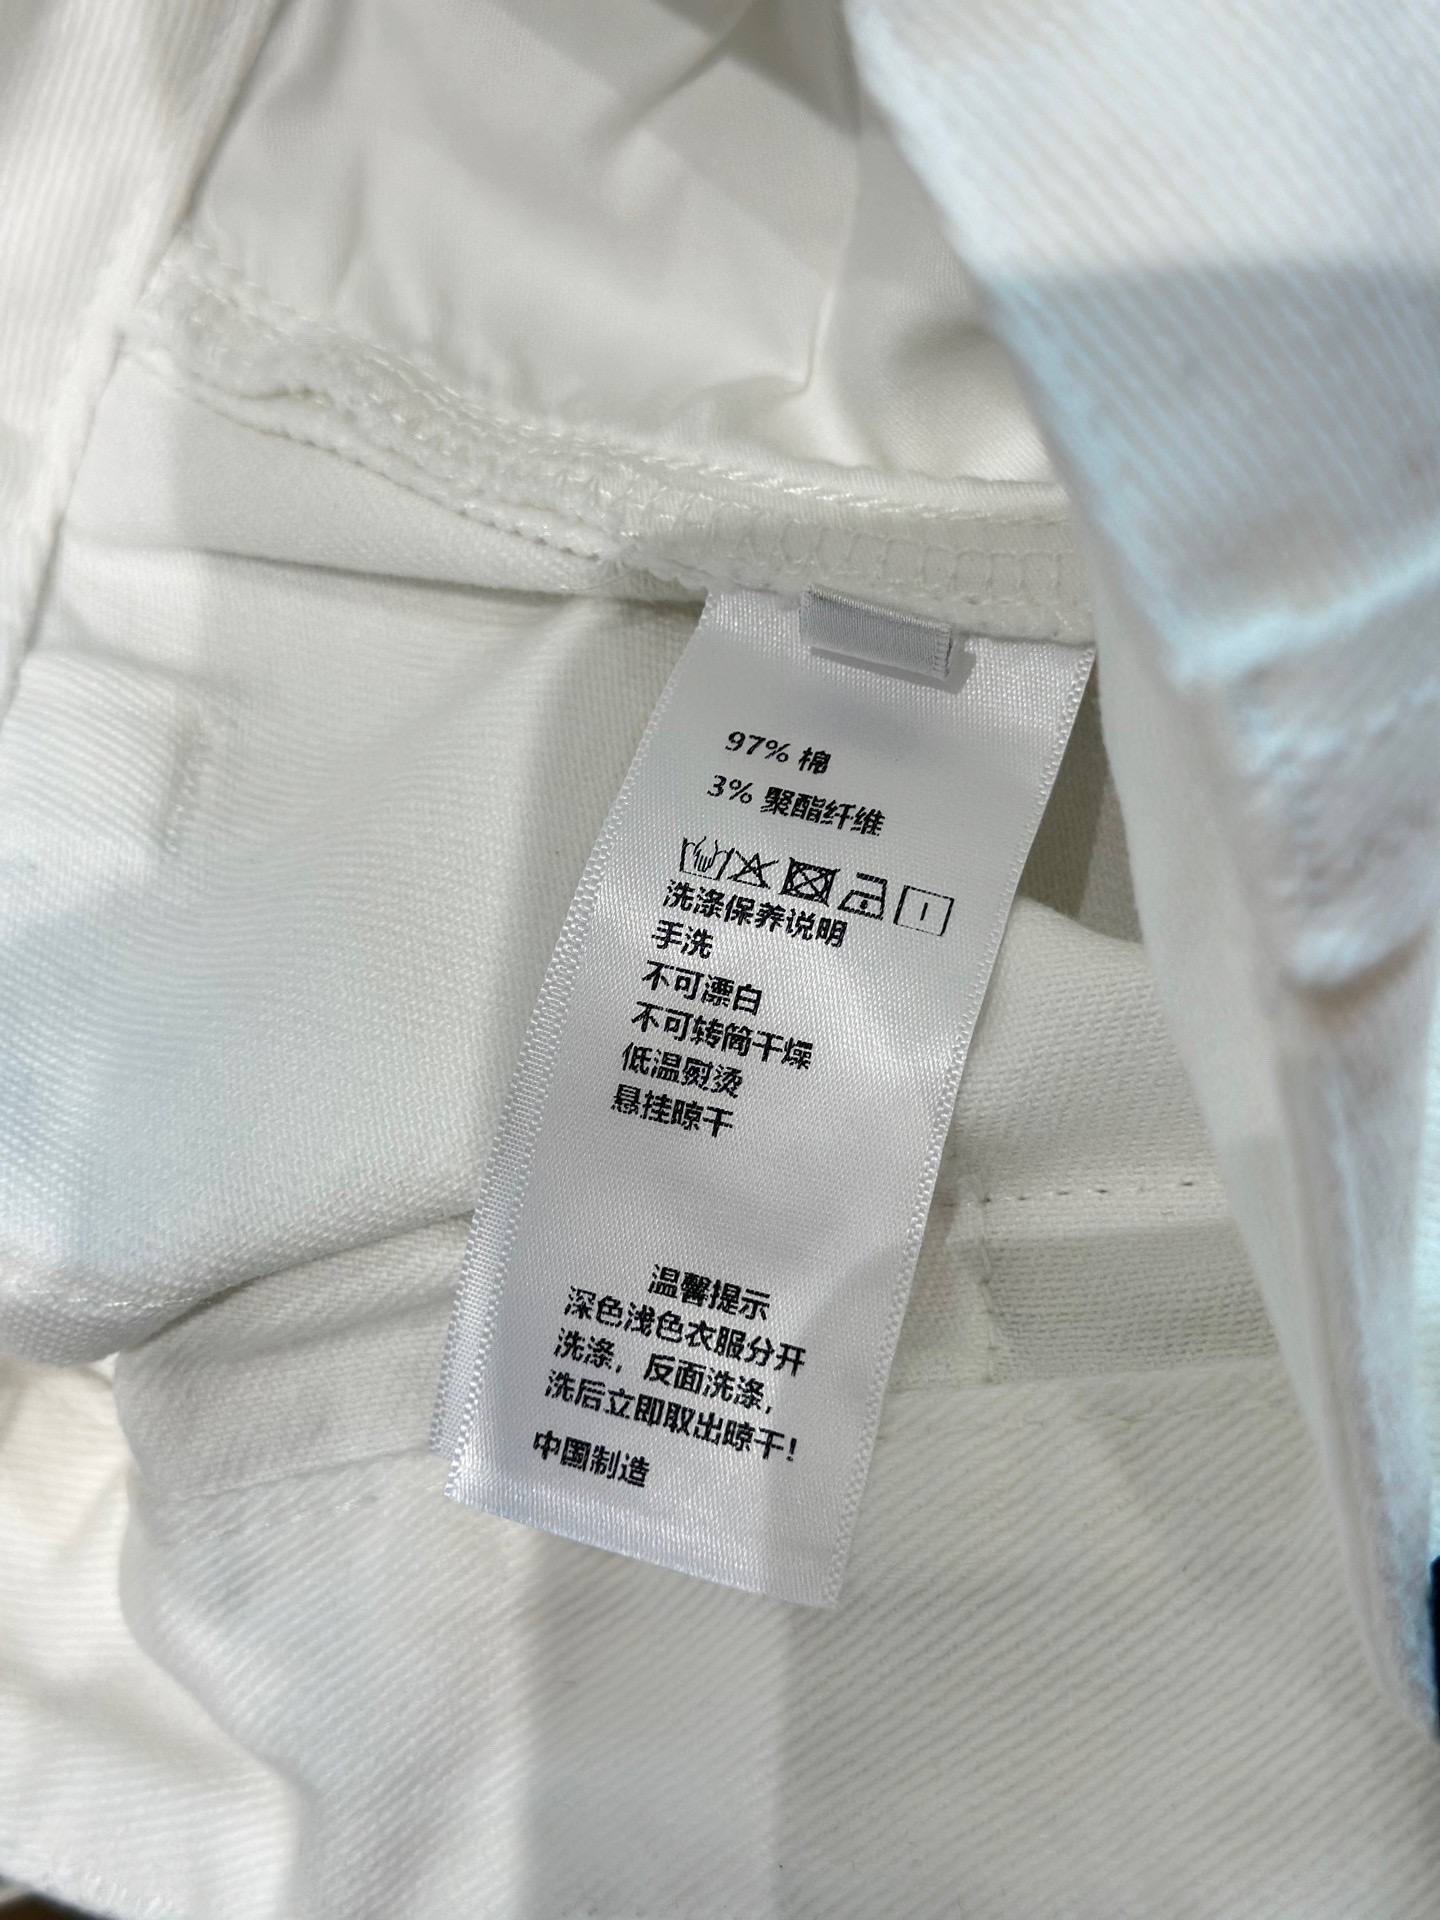 97% 棉
3% 聚酯纤维
洗涤保养说明
手洗
不可漂白
不可转筒干燥
低温熨烫
悬挂晾干
温馨提示
深色浅色衣服分开
洗涤，反面洗涤，
洗后立即取出晾干！
中国制造